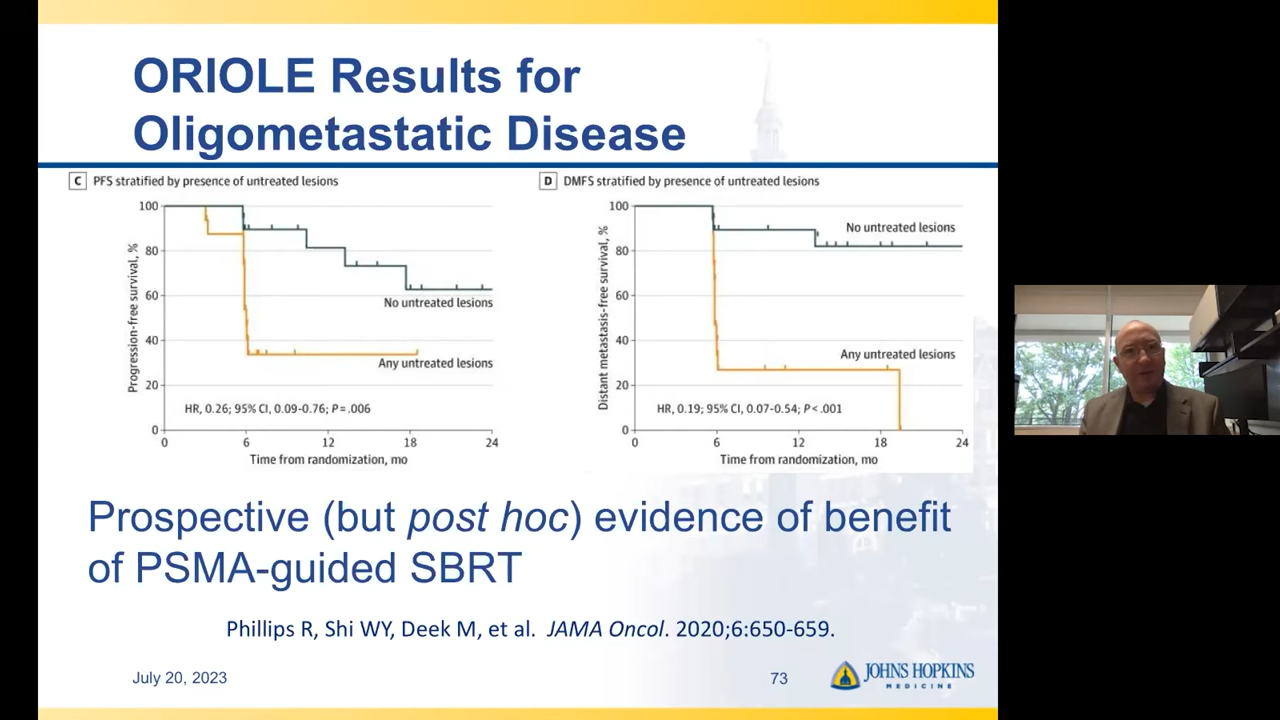 ORIOLE Results for
Oligometastatic Disease
C PFS stratified by presence of untreated lesions
100
80
60
40
20
0
Progression-free survival, %
No untreated lesions
Any untreated lesions
HR, 0.26; 95% CI, 0.09-0.76; P=.006
0 6 12 18 24
Time from randomization, mo
D DMFS stratified by presence of untreated lesions
100
80
60
40
20
0
Distant metastasis-free survival, %
No untreated lesions
Any untreated lesions
HR, 0.19; 95% CI, 0.07-0.54; P<.001
0 6 12 18 24
Time from randomization, mo
Prospective (but post hoc) evidence of benefit
of PSMA-guided SBRT
Phillips R, Shi WY, Deek M, et al. JAMA Oncol. 2020;6:650-659.
July 20, 2023
73
JOHNS HOPKINS
MEDICINE